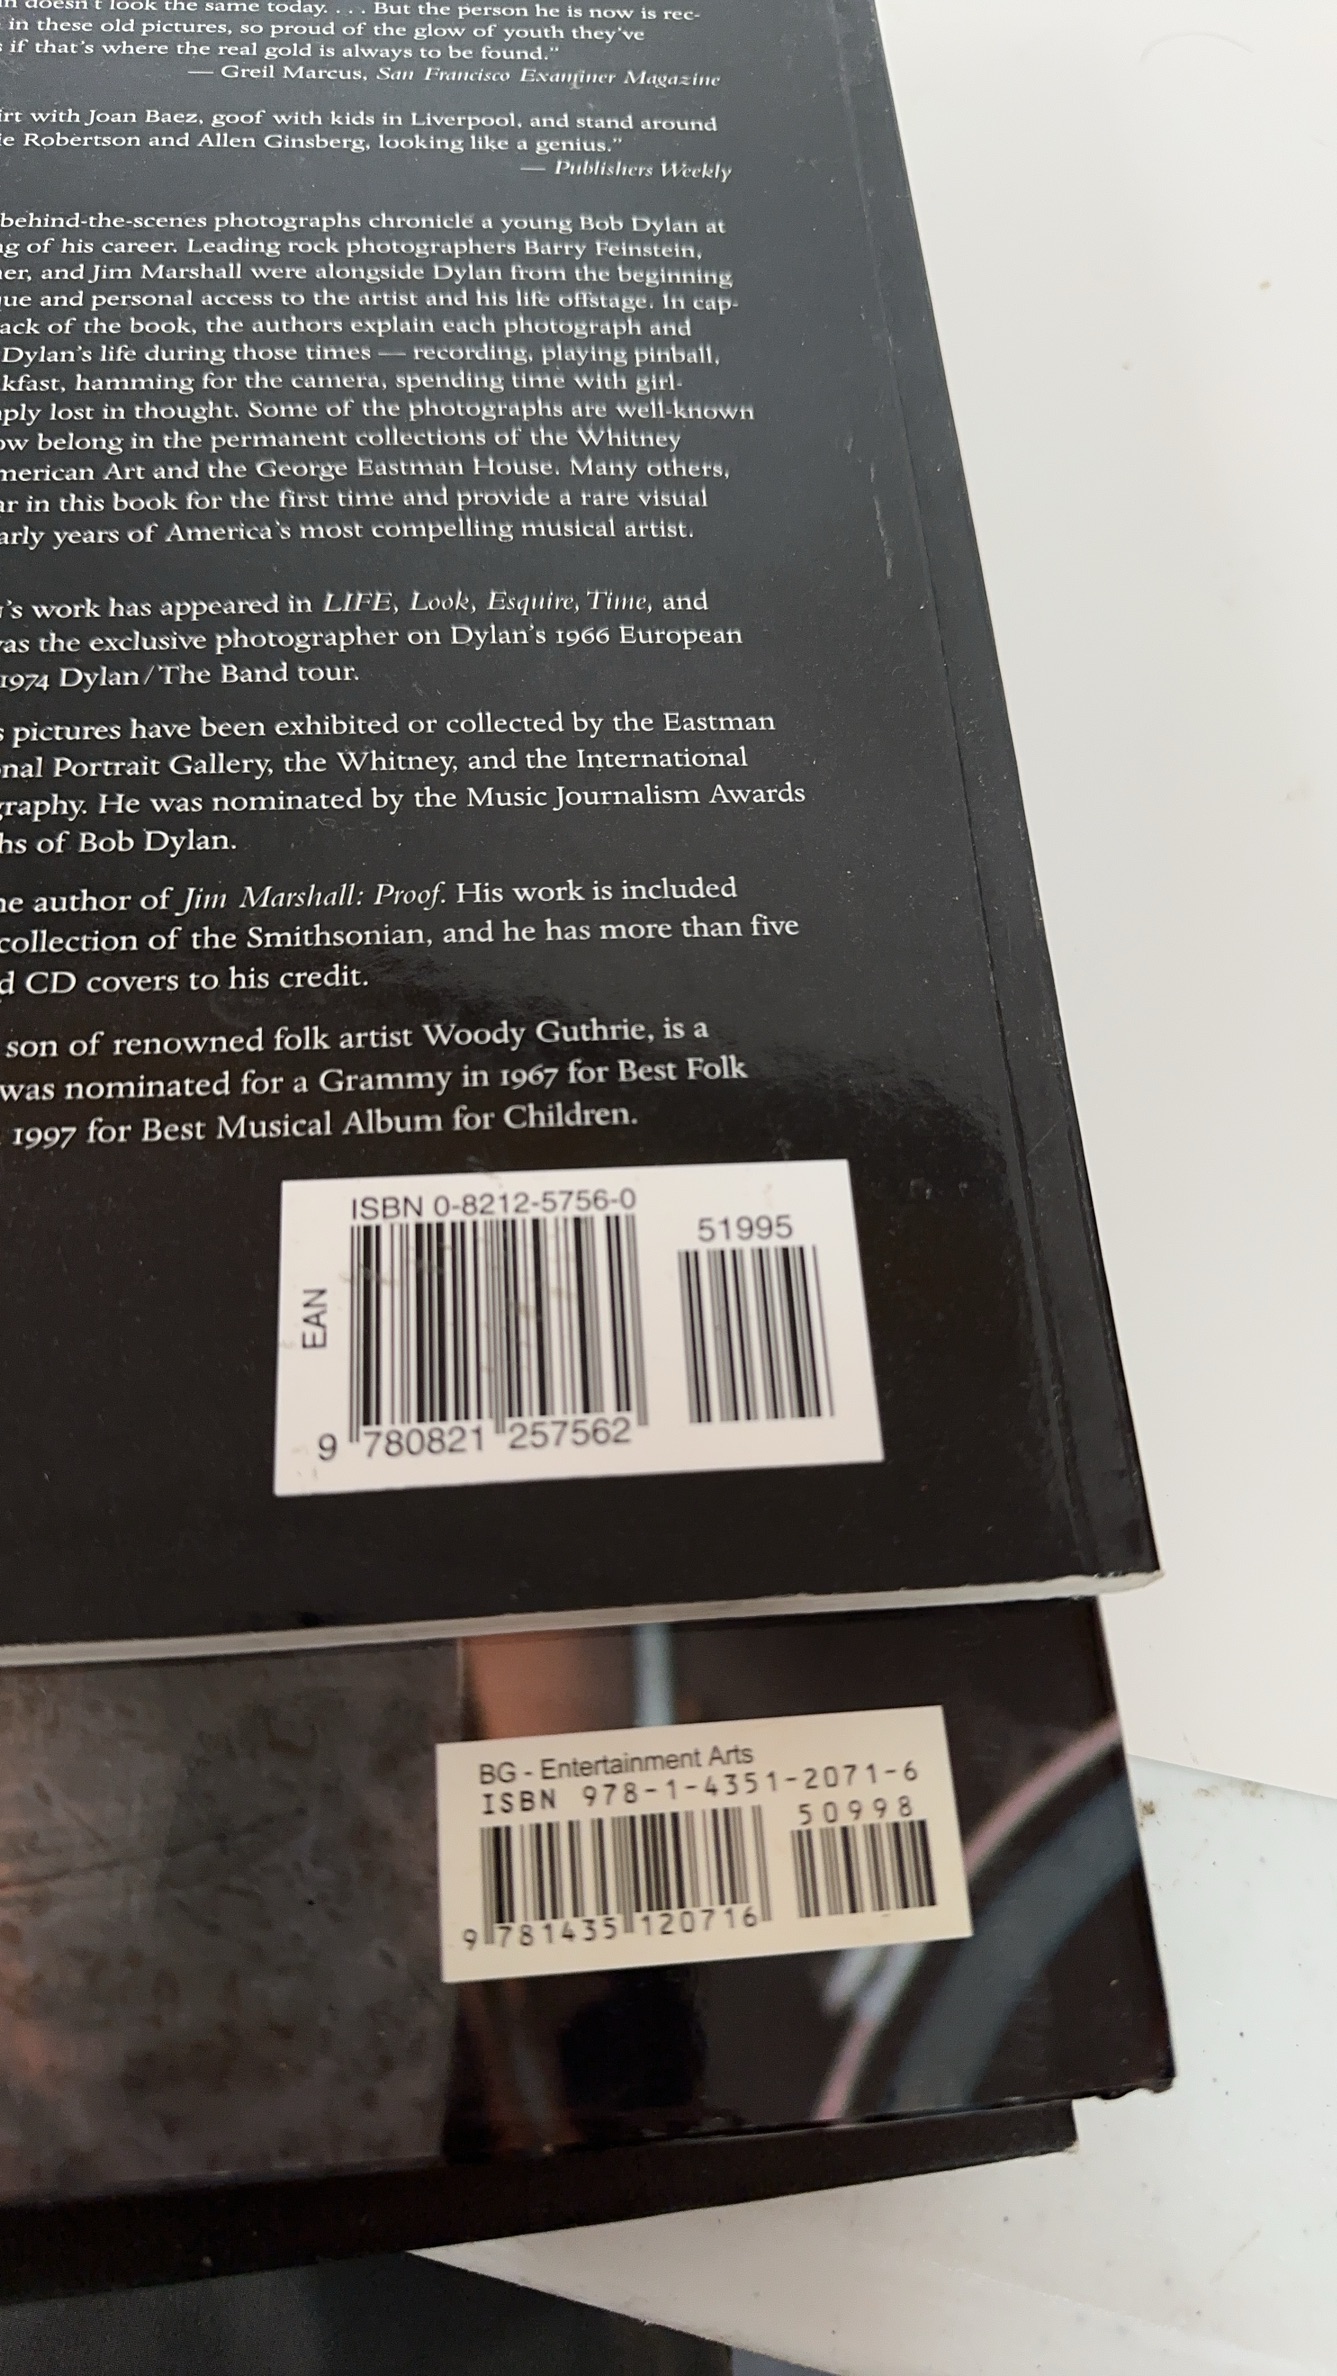 doesn't look the same today. . . . But the person he is now is rec-
in these old pictures, so proud of the glow of youth they've
if that's where the real gold is always to be found."
— Greil Marcus, San Francisco Examiner Magazine
irt with Joan Baez, goof with kids in Liverpool, and stand around
ie Robertson and Allen Ginsberg, looking like a genius."
— Publishers Weekly
behind-the-scenes photographs chronicle a young Bob Dylan at
ng of his career. Leading rock photographers Barry Feinstein,
er, and Jim Marshall were alongside Dylan from the beginning
ue and personal access to the artist and his life offstage. In cap-
ack of the book, the authors explain each photograph and
Dylan's life during those times — recording, playing pinball,
kfast, hamming for the camera, spending time with girl-
ply lost in thought. Some of the photographs are well-known
ow belong in the permanent collections of the Whitney
merican Art and the George Eastman House. Many others,
ar in this book for the first time and provide a rare visual
arly years of America's most compelling musical artist.
's work has appeared in LIFE, Look, Esquire, Time, and
as the exclusive photographer on Dylan's 1966 European
1974 Dylan/The Band tour.
s pictures have been exhibited or collected by the Eastman
nal Portrait Gallery, the Whitney, and the International
graphy. He was nominated by the Music Journalism Awards
hs of Bob Dylan.
he author of Jim Marshall: Proof. His work is included
collection of the Smithsonian, and he has more than five
d CD covers to his credit.
son of renowned folk artist Woody Guthrie, is a
was nominated for a Grammy in 1967 for Best Folk
1997 for Best Musical Album for Children.
ISBN 0-8212-5756-0
51995
EAN
9 780821 257562
BG - Entertainment Arts
ISBN 978-1-4351-2071-6
50998
9 781435 120716